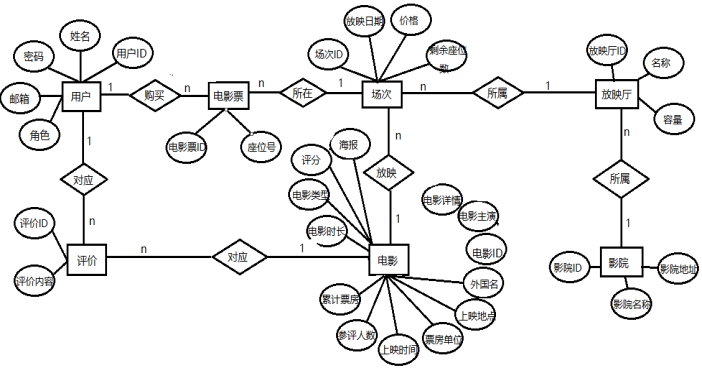 姓名
密码
用户ID
邮箱
用户
角色
1
购买
n
电影票
电影票ID
座位号
n
所在
1
场次ID
放映日期
价格
剩余座位
数
场次
n
所属
1
放映厅ID
名称
放映厅
容量
1
对应
n
n
放映
1
n
所属
1
评价ID
评价
评价内容
n
对应
1
海报
评分
电影类型
电影时长
电影
电影详情
电影主演
电影ID
外国名
上映地点
票房单位
上映时间
参评人数
累计票房
影院ID
影院
影院地址
影院名称